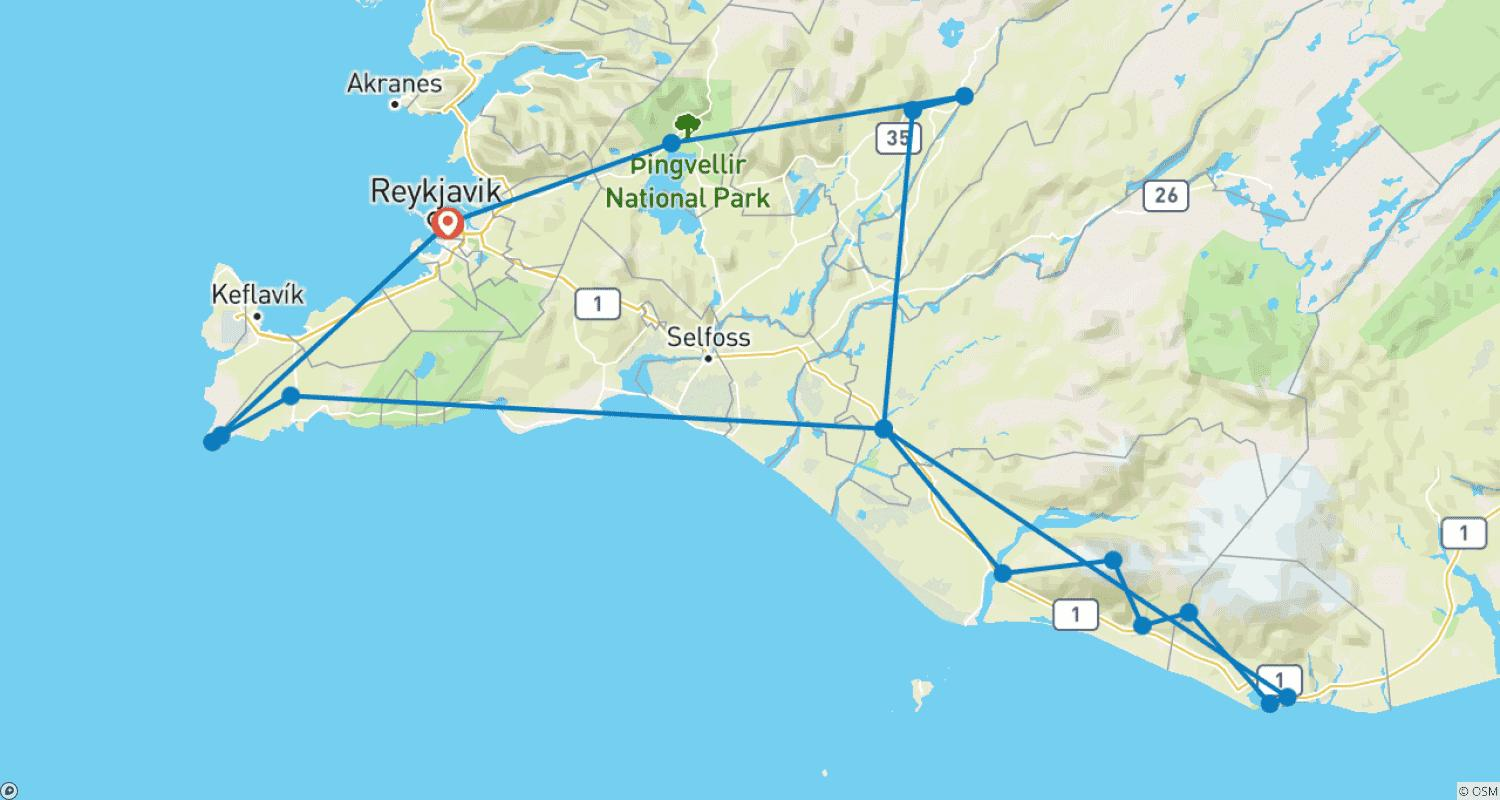 Akranes
35
Þingvellir
National Park
Reykjavik
26
Keflavík
1
Selfoss
1
1
1
© OSM